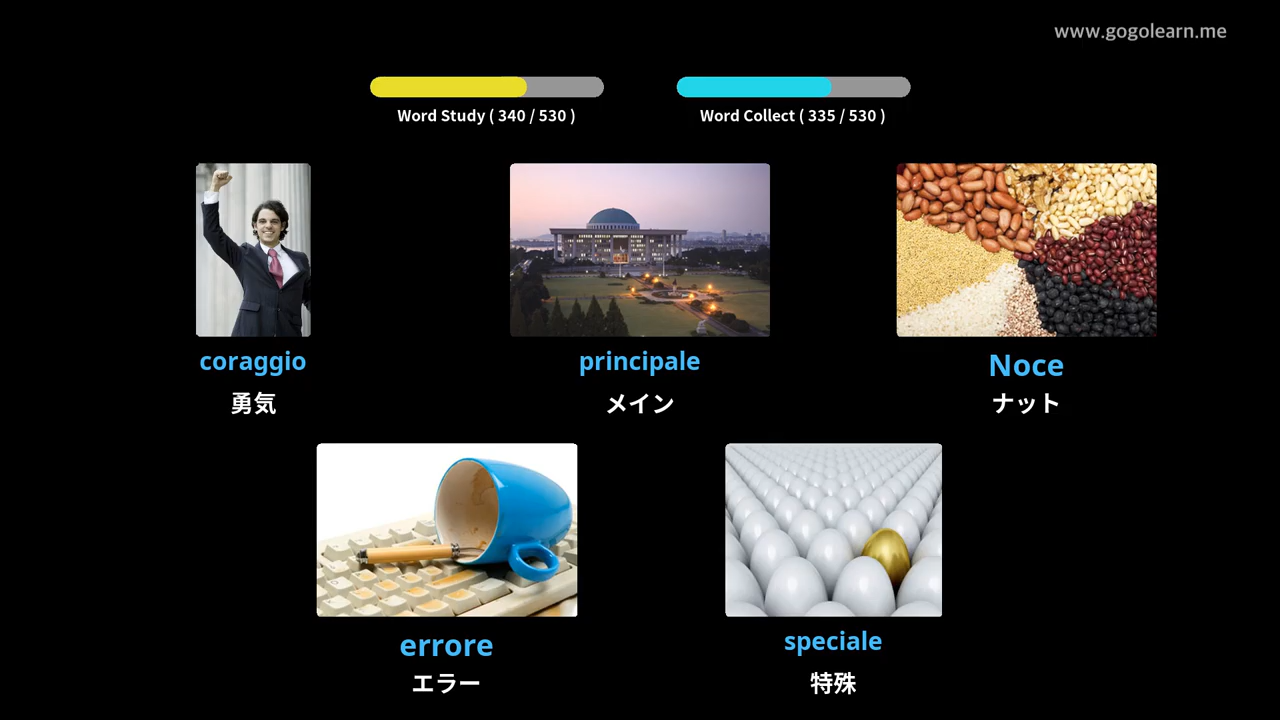 www.gogolearn.me
Word Study ( 340 / 530 )
Word Collect ( 335 / 530 )
coraggio
勇気
principale
メイン
Noce
ナット
errore
エラー
speciale
特殊